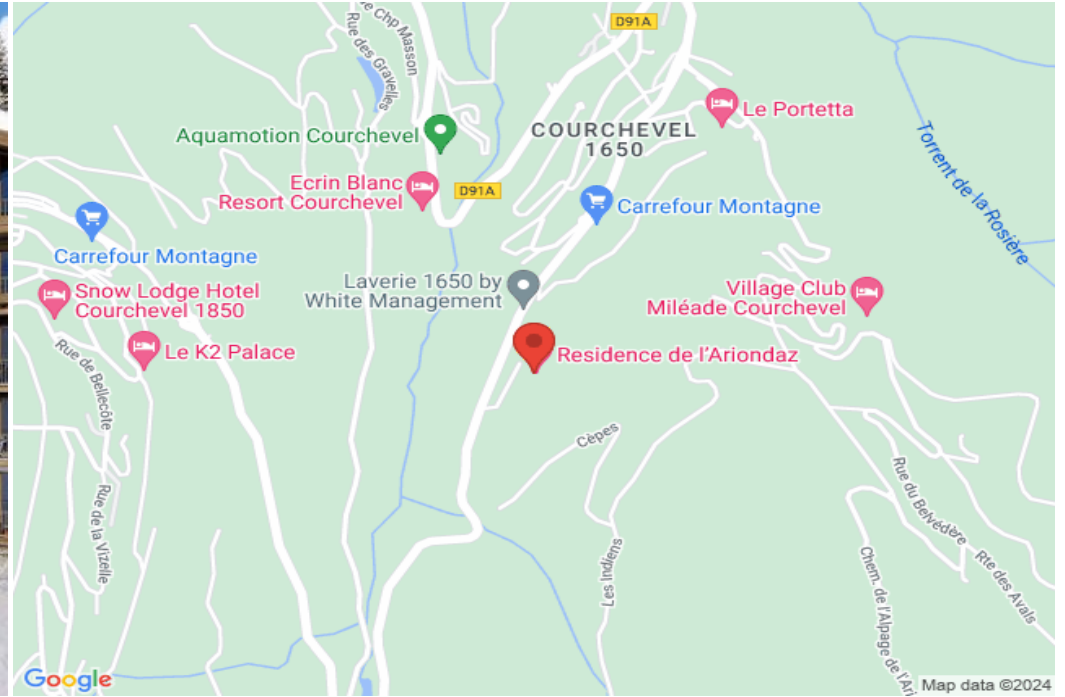 D91A
Rue des Gravelles
Chp Masson
Le Portetta
Aquamotion Courchevel
COURCHEVEL
1650
Torrent de la Rosière
Ecrin Blanc
Resort Courchevel
D91A
Carrefour Montagne
Carrefour Montagne
Laverie 1650 by
White Management
Village Club
Miléade Courchevel
Snow Lodge Hotel
Courchevel 1850
Le K2 Palace
Residence de l'Ariondaz
Rue de Bellecôte
Cèpes
Rue de la Vizelle
Rue du Belvédère
Rte des Avals
Les Indiens
Chem. de l'Alpage de l'Ari
Google
Map data ©2024